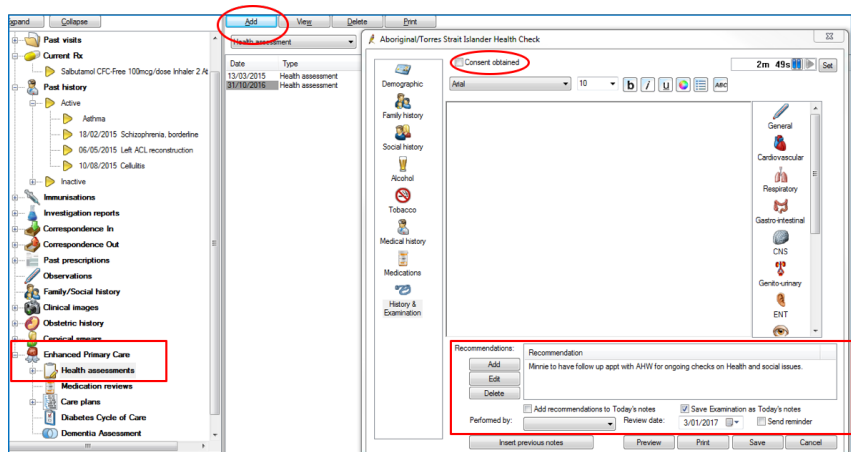 xpand
Collapse
Past visits
Current Rx
Salbutamol CFC-Free 100mcg/dose Inhaler 2 At
Past history
Active
Asthma
18/02/2015 Schizophrenia, borderline
06/05/2015 Left ACL reconstruction
10/08/2015 Cellulitis
Inactive
Immunisations
Investigation reports
Correspondence In
Correspondence Out
Past prescriptions
Observations
Family/Social history
Clinical images
Obstetric history
Cervical smears
Enhanced Primary Care
Health assessments
Medication reviews
Care plans
Diabetes Cycle of Care
Dementia Assessment
Add
View
Delete
Print
Health assessment
Date Type
13/03/2015 Health assessment
31/10/2016 Health assessment
Aboriginal/Torres Strait Islander Health Check
Consent obtained
2m 49s
Set
Arial
10
b i u
ABC
Demographic
Family history
Social history
Alcohol
Tobacco
Medical history
Medications
History &
Examination
General
Cardiovascular
Respiratory
Gastro-intestinal
CNS
Genito-urinary
ENT
Recommendations:
Add
Edit
Delete
Recommendation
Minnie to have follow up appt with AHW for ongoing checks on Health and social issues.
Add recommendations to Today's notes
Save Examination as Today's notes
Performed by:
Review date:
3/01/2017
Send reminder
Insert previous notes
Preview
Print
Save
Cancel